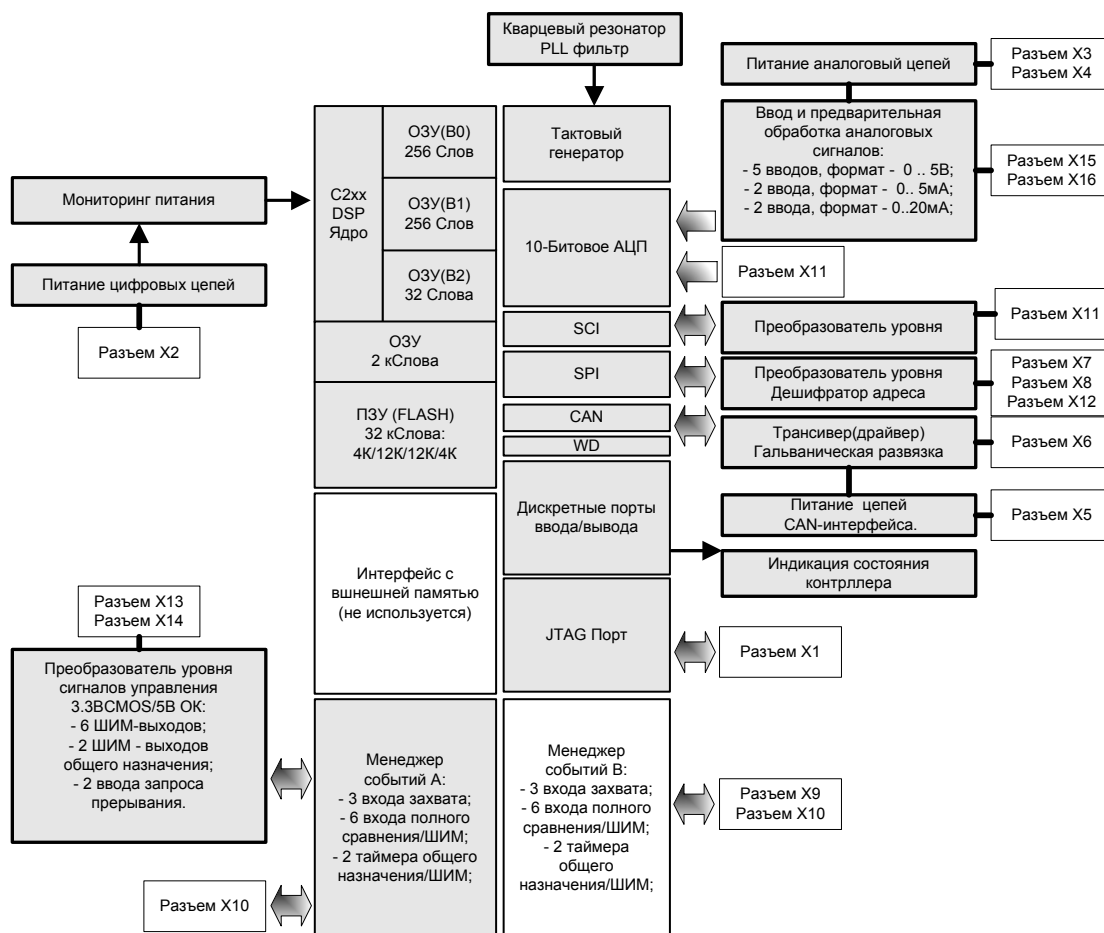 Кварцевый резонатор
PLL фильтр
Питание аналоговый цепей
Разъем X3
Разъем X4
ОЗУ(B0)
256 Слов
Тактовый
генератор
Ввод и предварительная
обработка аналоговых
сигналов:
- 5 вводов, формат - 0 .. 5В;
- 2 ввода, формат - 0.. 5мА;
- 2 ввода, формат - 0..20мА;
Разъем X15
Разъем X16
Мониторинг питания
C2xx
DSP
Ядро
ОЗУ(B1)
256 Слов
10-Битовое АЦП
Питание цифровых цепей
ОЗУ(B2)
32 Слова
Разъем X11
Разъем X2
SCI
Преобразователь уровня
Разъем X11
ОЗУ
2 кСлова
SPI
Преобразователь уровня
Дешифратор адреса
Разъем X7
Разъем X8
Разъем X12
ПЗУ (FLASH)
32 кСлова:
4К/12К/12К/4К
CAN
WD
Трансивер(драйвер)
Гальваническая развязка
Разъем X6
Дискретные порты
ввода/вывода
Питание цепей
CAN-интерфейса.
Разъем X5
Интерфейс с
вшнешней памятью
(не используется)
Индикация состояния
контрллера
Разъем X13
Разъем X14
JTAG Порт
Разъем X1
Преобразователь уровня
сигналов управления
3.3ВCMOS/5В ОК:
- 6 ШИМ-выходов;
- 2 ШИМ - выходов
общего назначения;
- 2 ввода запроса
прерывания.
Менеджер
событий А:
- 3 входа захвата;
- 6 входа полного
сравнения/ШИМ;
- 2 таймера общего
назначения/ШИМ;
Менеджер
событий В:
- 3 входа захвата;
- 6 входа полного
сравнения/ШИМ;
- 2 таймера
общего
назначения/ШИМ;
Разъем X9
Разъем X10
Разъем X10